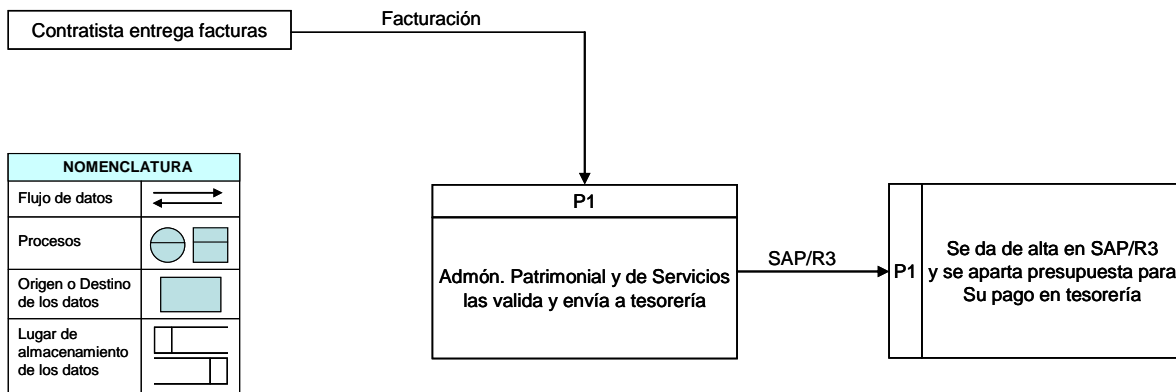 Contratista entrega facturas
Facturación
NOMENCLATURA
Flujo de datos
Procesos
Origen o Destino
de los datos
Lugar de
almacenamiento
de los datos
P1
Admón. Patrimonial y de Servicios
las valida y envía a tesorería
SAP/R3
P1
Se da de alta en SAP/R3
y se aparta presupuesta para
Su pago en tesorería